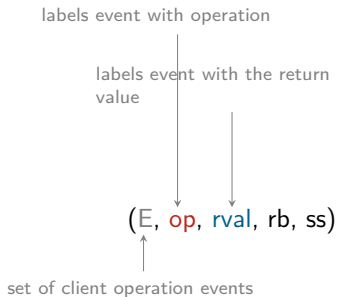 labels event with operation
labels event with the return
value
(E, op, rval, rb, ss)
set of client operation events